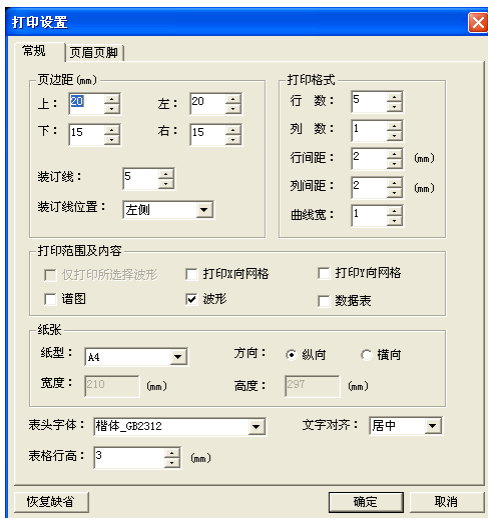 打印设置
常规 页眉页脚
页边距(mm)
上： 20 左： 20
下： 15 右： 15
装订线： 5
装订线位置： 左侧
打印格式
行 数： 5
列 数： 1
行间距： 2 (mm)
列间距： 2 (mm)
曲线宽： 1
打印范围及内容
仅打印所选择波形 打印X向网格 打印Y向网格
谱图 波形 数据表
纸张
纸型： A4 方向： 纵向 横向
宽度： 210 (mm) 高度： 297 (mm)
表头字体： 楷体_GB2312 文字对齐： 居中
表格行高： 3 (mm)
恢复缺省 确定 取消